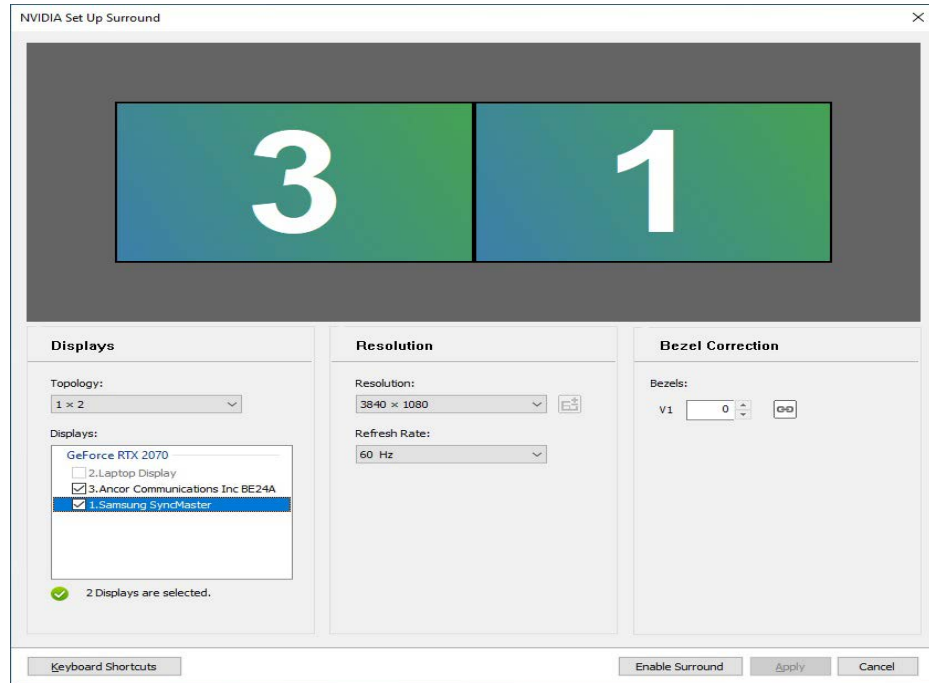 NVIDIA Set Up Surround
3 1
Displays
Topology:
1 × 2
Displays:
GeForce RTX 2070
2.Laptop Display
3.Ancor Communications Inc BE24A
1.Samsung SyncMaster
2 Displays are selected.
Resolution
Resolution:
3840 × 1080
Refresh Rate:
60 Hz
Bezel Correction
Bezels:
V1 0
Keyboard Shortcuts
Enable Surround Apply Cancel